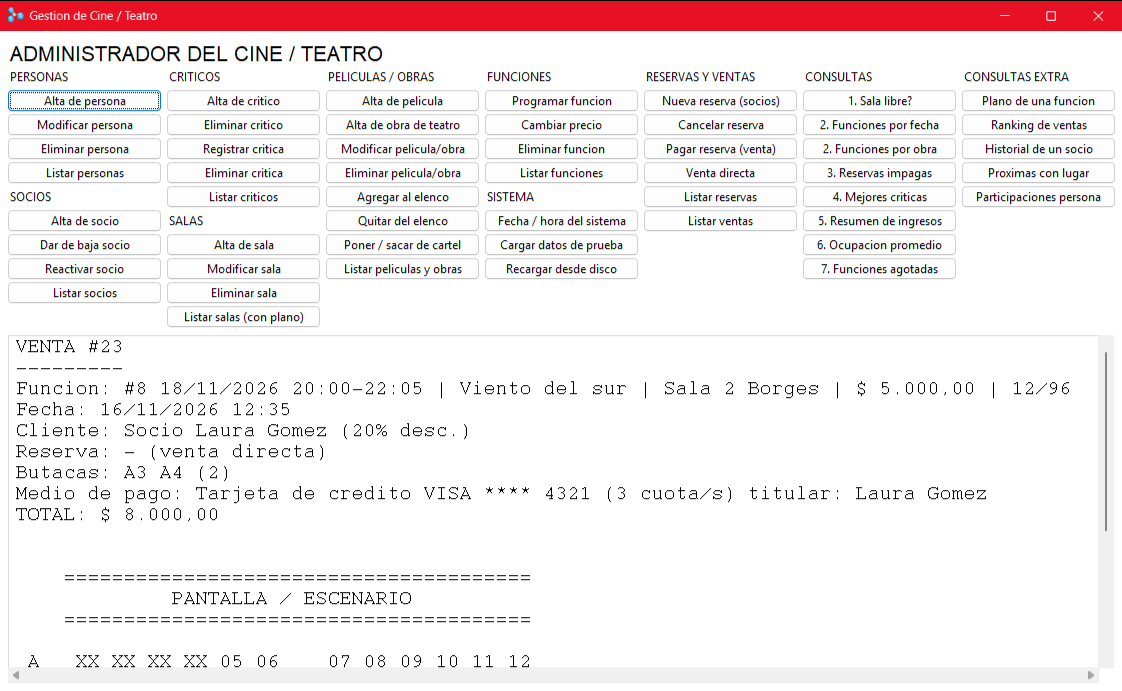 Gestion de Cine / Teatro
ADMINISTRADOR DEL CINE / TEATRO
PERSONAS
Alta de persona
Modificar persona
Eliminar persona
Listar personas
SOCIOS
Alta de socio
Dar de baja socio
Reactivar socio
Listar socios
CRITICOS
Alta de critico
Eliminar critico
Registrar critica
Eliminar critica
Listar criticos
SALAS
Alta de sala
Modificar sala
Eliminar sala
Listar salas (con plano)
PELICULAS / OBRAS
Alta de pelicula
Alta de obra de teatro
Modificar pelicula/obra
Eliminar pelicula/obra
Agregar al elenco
Quitar del elenco
Poner / sacar de cartel
Listar peliculas y obras
FUNCIONES
Programar funcion
Cambiar precio
Eliminar funcion
Listar funciones
SISTEMA
Fecha / hora del sistema
Cargar datos de prueba
Recargar desde disco
RESERVAS Y VENTAS
Nueva reserva (socios)
Cancelar reserva
Pagar reserva (venta)
Venta directa
Listar reservas
Listar ventas
CONSULTAS
1. Sala libre?
2. Funciones por fecha
2. Funciones por obra
3. Reservas impagas
4. Mejores criticas
5. Resumen de ingresos
6. Ocupacion promedio
7. Funciones agotadas
CONSULTAS EXTRA
Plano de una funcion
Ranking de ventas
Historial de un socio
Proximas con lugar
Participaciones persona
VENTA #23
---------
Funcion: #8 18/11/2026 20:00-22:05 | Viento del sur | Sala 2 Borges | $ 5.000,00 | 12/96
Fecha: 16/11/2026 12:35
Cliente: Socio Laura Gomez (20% desc.)
Reserva: - (venta directa)
Butacas: A3 A4 (2)
Medio de pago: Tarjeta de credito VISA **** 4321 (3 cuota/s) titular: Laura Gomez
TOTAL: $ 8.000,00
=======================================
PANTALLA / ESCENARIO
=======================================
A XX XX XX XX 05 06 07 08 09 10 11 12